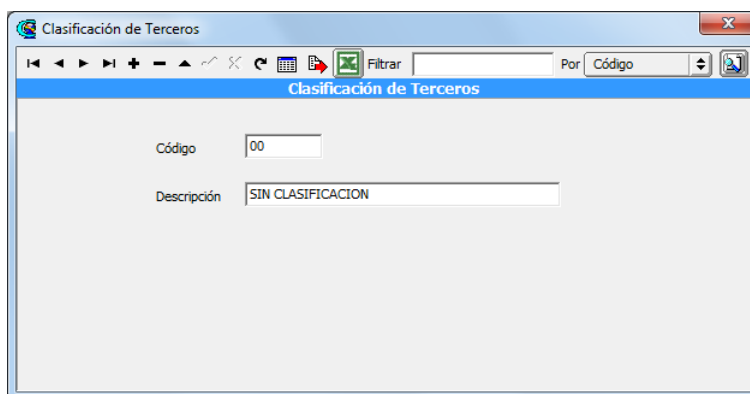 Clasificación de Terceros
Filtrar Por Código
Clasificación de Terceros
Código 00
Descripción SIN CLASIFICACION